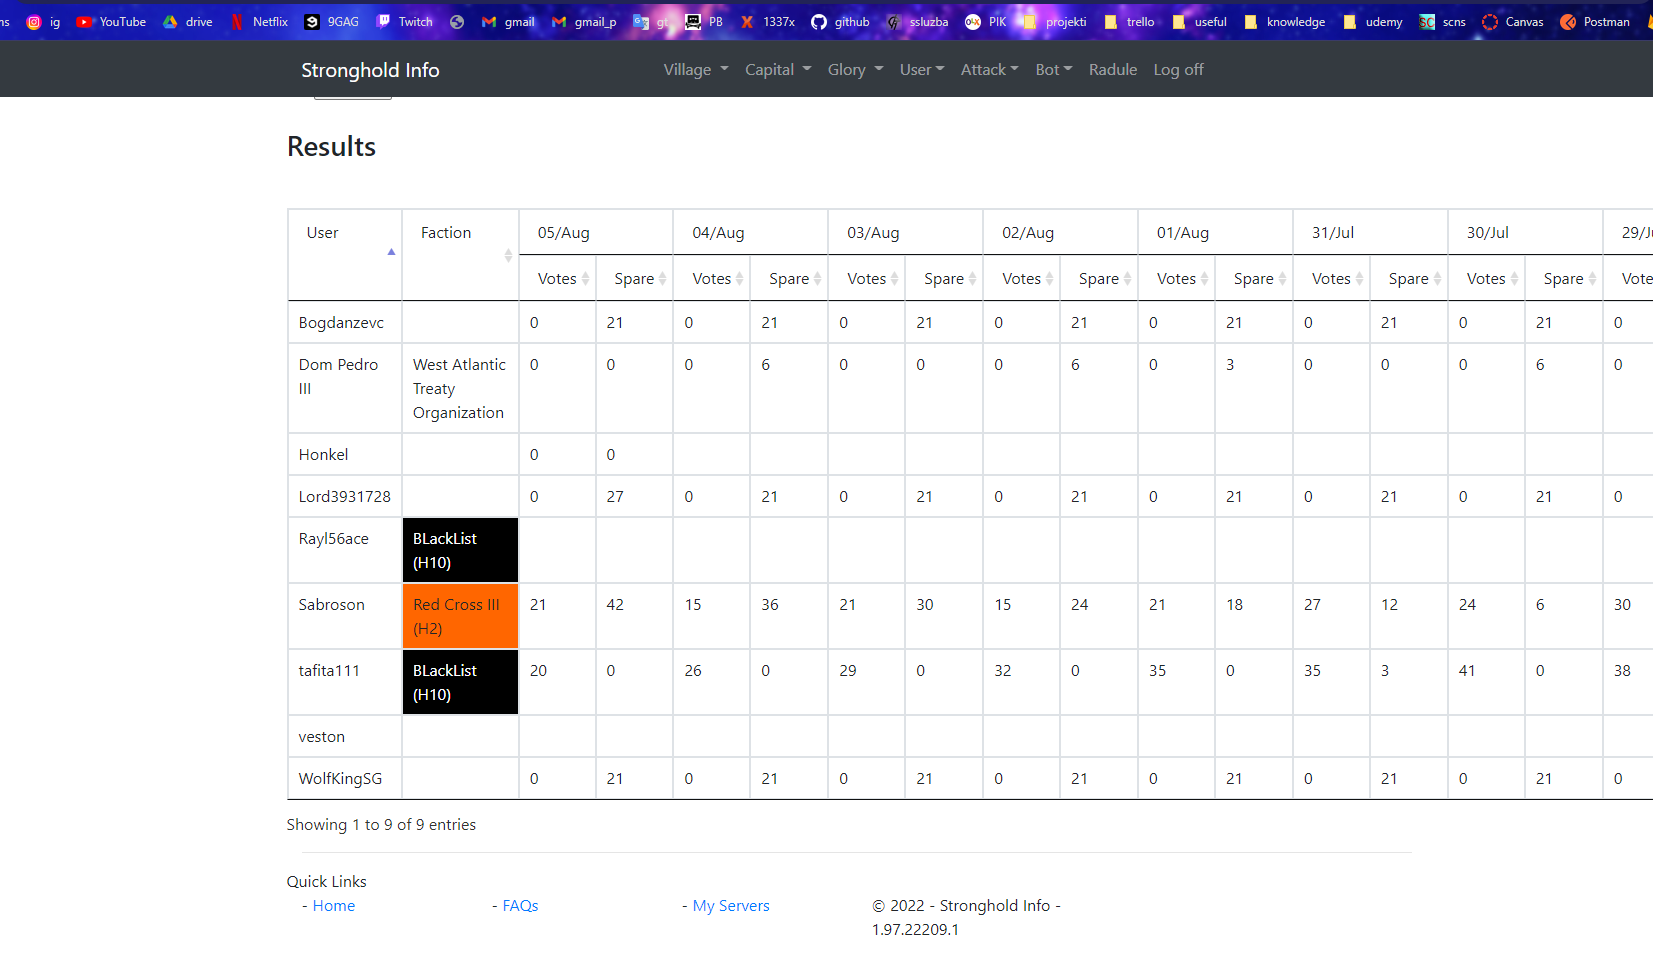 ns ig YouTube drive Netflix 9GAG Twitch gmail gmail_p gt PB 1337x github ssluzba PIK projekti trello useful knowledge udemy scns Canvas Postman
Stronghold Info Village Capital Glory User Attack Bot Radule Log off
Results
User Faction 05/Aug 04/Aug 03/Aug 02/Aug 01/Aug 31/Jul 30/Jul 29/J
Votes Spare Votes Spare Votes Spare Votes Spare Votes Spare Votes Spare Votes Spare Vote
Bogdanzevc 0 21 0 21 0 21 0 21 0 21 0 21 0 21 0
Dom Pedro West Atlantic 0 0 0 6 0 0 0 6 0 3 0 0 0 6 0
III Treaty
Organization
Honkel 0 0
Lord3931728 0 27 0 21 0 21 0 21 0 21 0 21 0 21 0
Rayl56ace BLackList
(H10)
Sabroson Red Cross III 21 42 15 36 21 30 15 24 21 18 27 12 24 6 30
(H2)
tafita111 BLackList 20 0 26 0 29 0 32 0 35 0 35 3 41 0 38
(H10)
veston
WolfKingSG 0 21 0 21 0 21 0 21 0 21 0 21 0 21 0
Showing 1 to 9 of 9 entries
Quick Links
- Home - FAQs - My Servers © 2022 - Stronghold Info -
1.97.22209.1